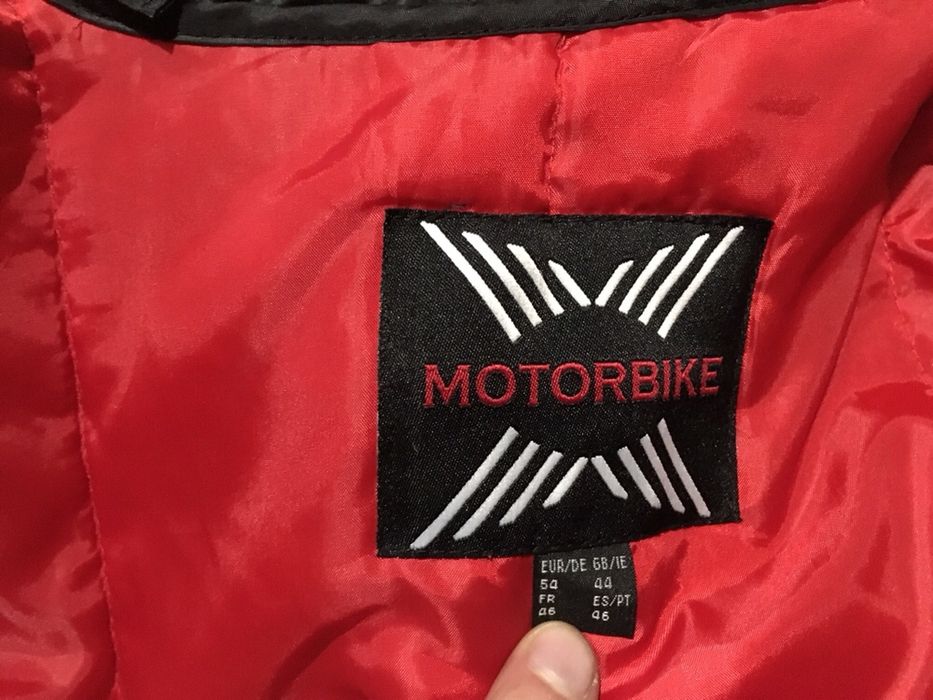 MOTORBIKE
EUR/DE GB/IE
54 44
FR ES/PT
46 46